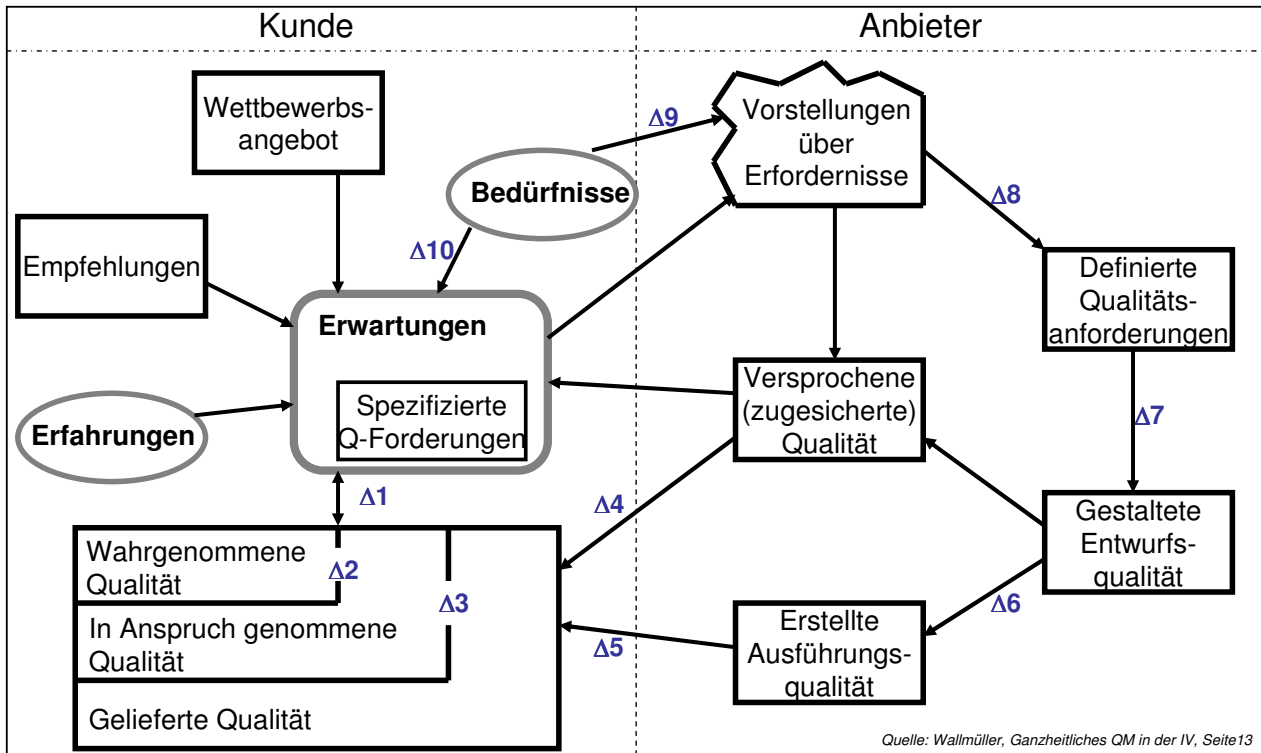 Kunde
Anbieter
Wettbewerbs-
angebot
Δ9
Vorstellungen
über
Erfordernisse
Bedürfnisse
Δ8
Δ10
Empfehlungen
Definierte
Qualitäts-
anforderungen
Erwartungen
Spezifizierte
Q-Forderungen
Versprochene
(zugesicherte)
Qualität
Δ7
Erfahrungen
Δ1
Δ4
Gestaltete
Entwurfs-
qualität
Wahrgenommene
Qualität
Δ2
Δ3
Δ6
In Anspruch genommene
Qualität
Δ5
Erstellte
Ausführungs-
qualität
Gelieferte Qualität
Quelle: Wallmüller, Ganzheitliches QM in der IV, Seite13